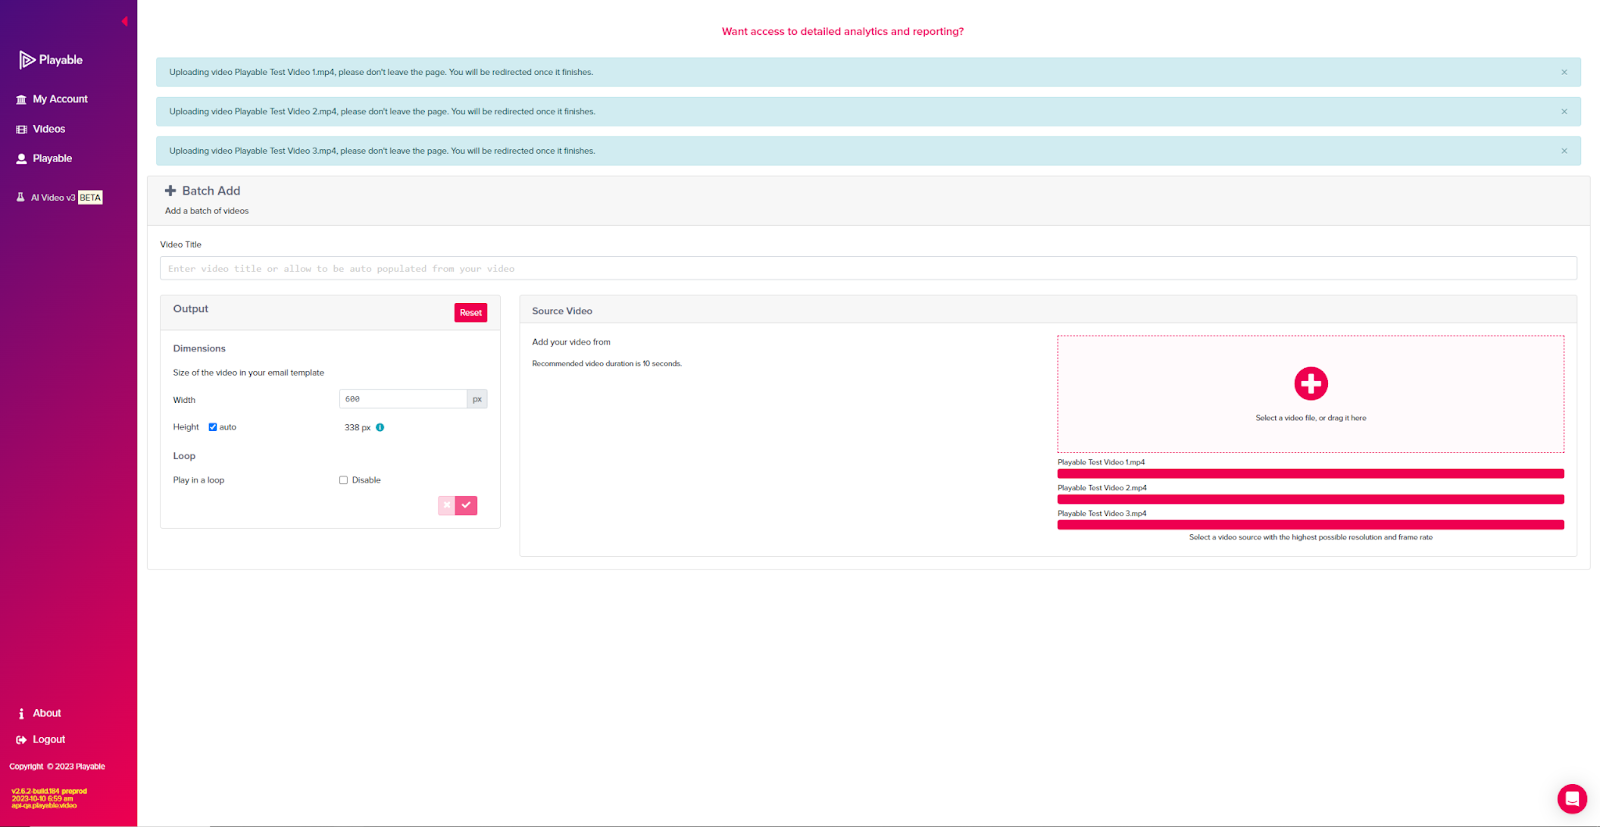 Playable
My Account
Videos
Playable
AI Video v3 BETA
About
Logout
Copyright © 2023 Playable
v2.6.2-build.184 preprod
2023-10-10 6:59 am
api-qa.playable.video
Want access to detailed analytics and reporting?
Uploading video Playable Test Video 1.mp4, please don't leave the page. You will be redirected once it finishes.
Uploading video Playable Test Video 2.mp4, please don't leave the page. You will be redirected once it finishes.
Uploading video Playable Test Video 3.mp4, please don't leave the page. You will be redirected once it finishes.
Batch Add
Add a batch of videos
Video Title
Enter video title or allow to be auto populated from your video
Output Reset
Dimensions
Size of the video in your email template
Width 600 px
Height auto 338 px
Loop
Play in a loop Disable
Source Video
Add your video from
Recommended video duration is 10 seconds.
Select a video file, or drag it here
Playable Test Video 1.mp4
Playable Test Video 2.mp4
Playable Test Video 3.mp4
Select a video source with the highest possible resolution and frame rate